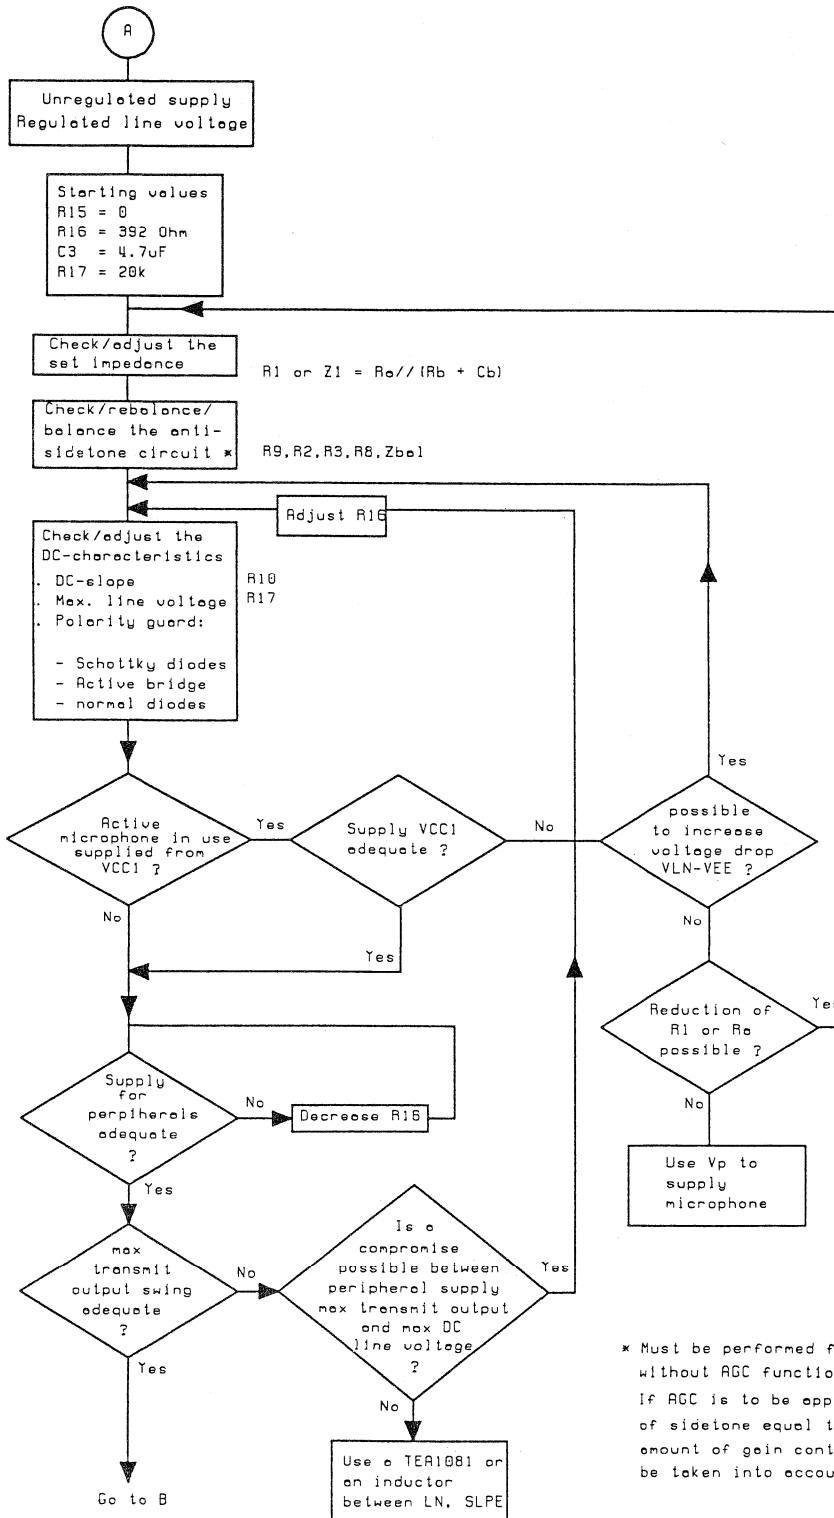 A
Unregulated supply
Regulated line voltage
Starting values
R15 = 0
R16 = 392 Ohm
C3 = 4.7uF
R17 = 20k
Check/adjust the
set impedance
R1 or Z1 = Ra//(Rb + Cb)
Check/rebalance/
balance the anti-
sidetone circuit *
R9,R2,R3,R8,Zbal
Adjust R16
Check/adjust the
DC-characteristics
. DC-slope R10
. Max. line voltage R17
. Polarity guard:
- Schottky diodes
- Active bridge
- normal diodes
Active
microphone in use
supplied from
VCC1 ?
Yes
No
Supply VCC1
adequate ?
No
Yes
Yes
possible
to increase
voltage drop
VLN-VEE ?
No
Reduction of
R1 or Ra
possible ?
Yes
No
Use Vp to
supply
microphone
Supply
for
perpiherals
adequate
?
No
Decrease R16
Yes
max
transmit
output swing
adequate
?
No
Yes
Is a
compromise
possible between
peripheral supply
max transmit output
and max DC
line voltage
?
Yes
No
Use a TEA1081 or
an inductor
between LN, SLPE
Go to B
* Must be performed f
without AGC function
If AGC is to be app
of sidetone equal t
amount of gain cont
be taken into accou